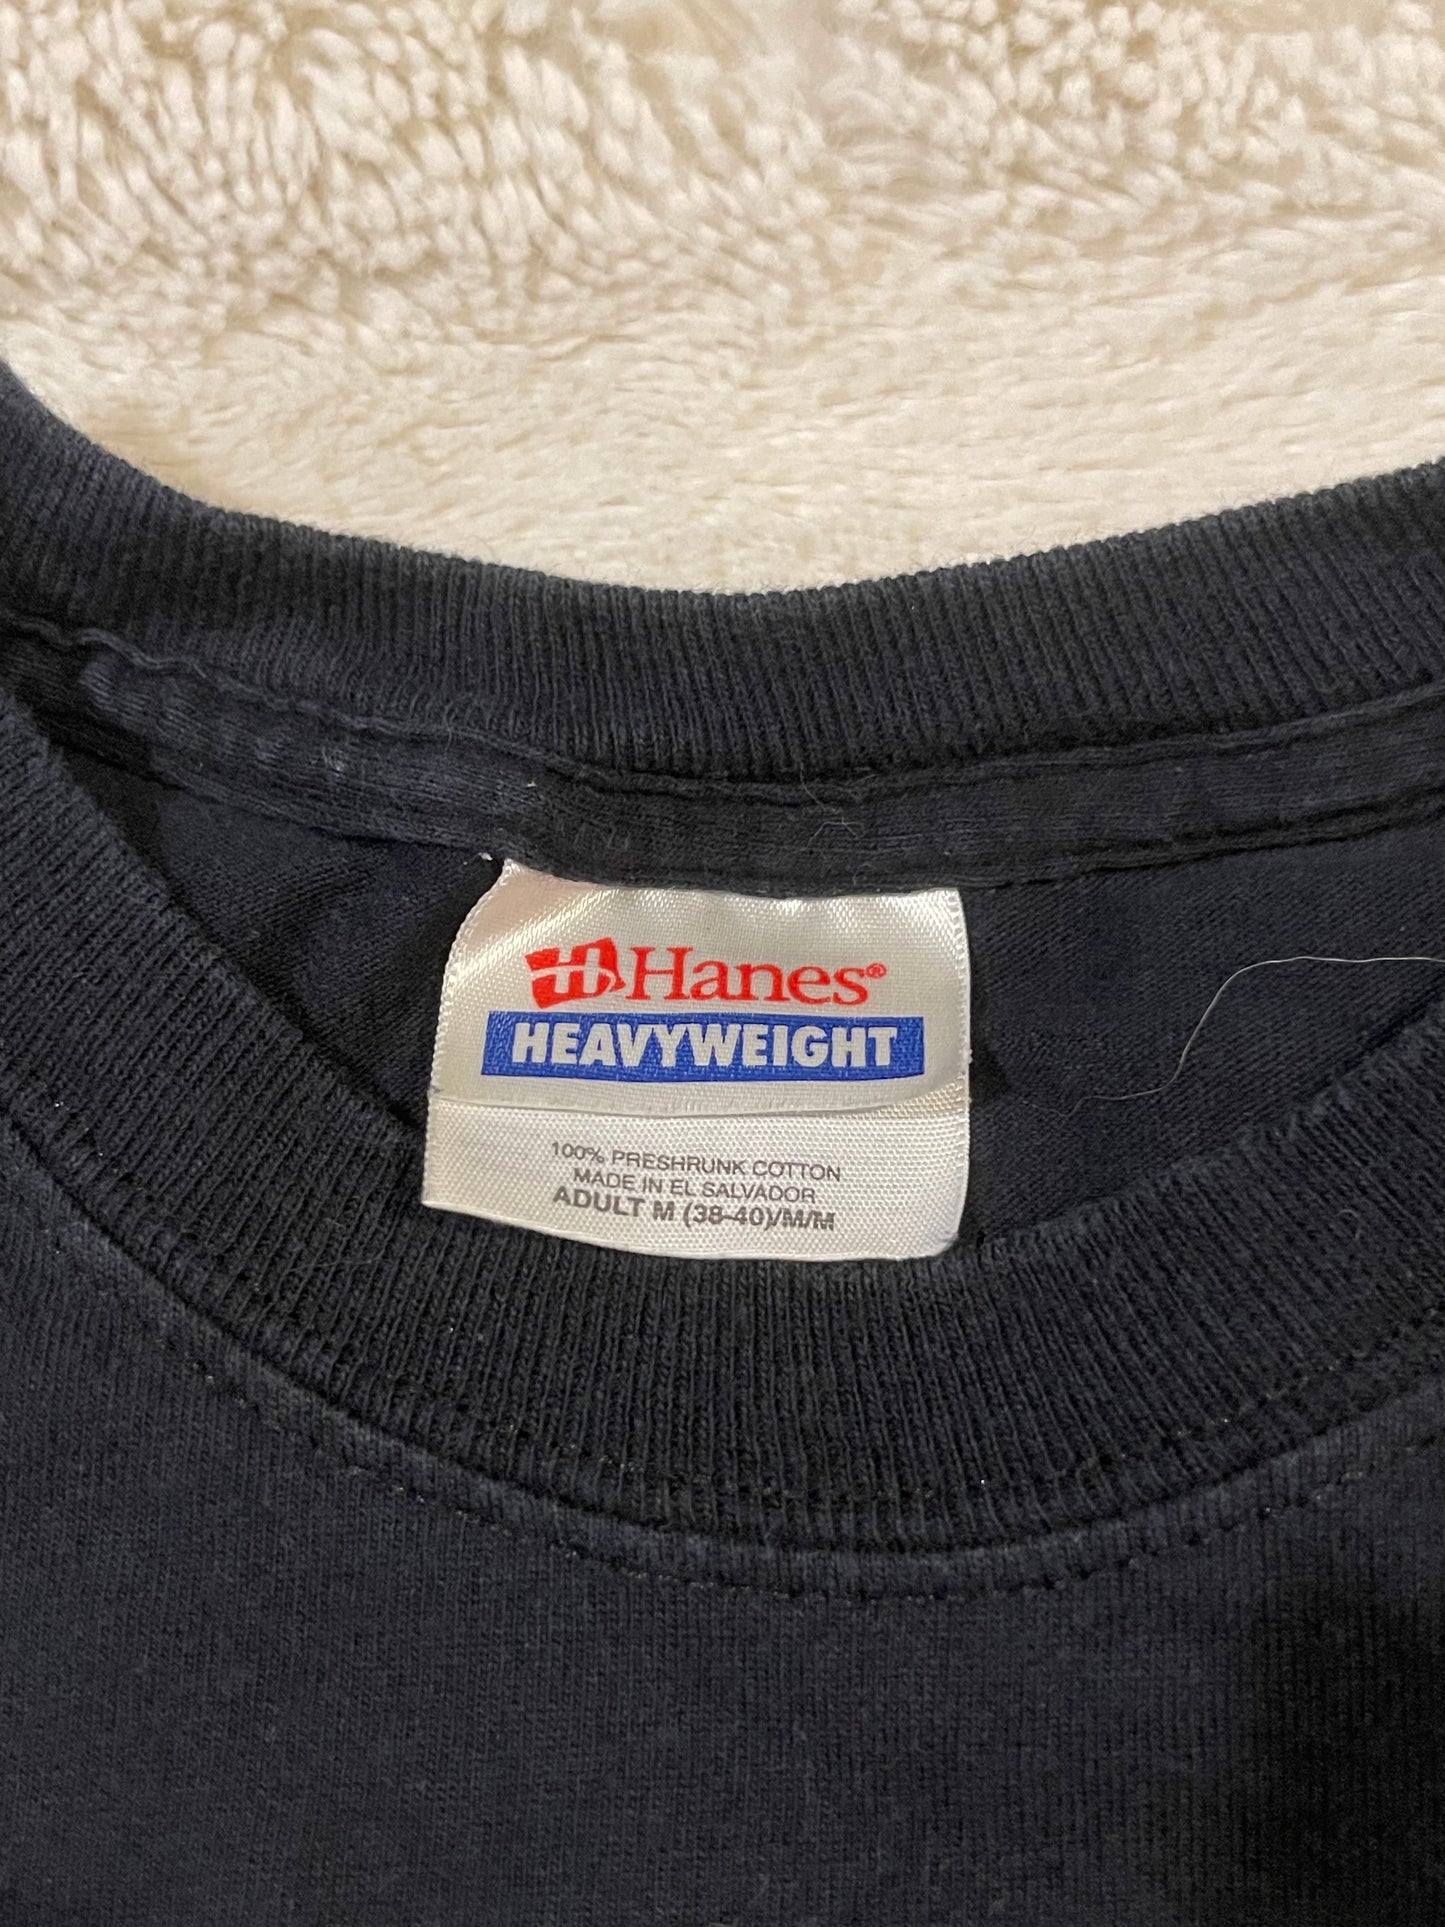 Hanes®
HEAVYWEIGHT
100% PRESHRUNK COTTON
MADE IN EL SALVADOR
ADULT M (38-40)/M/M